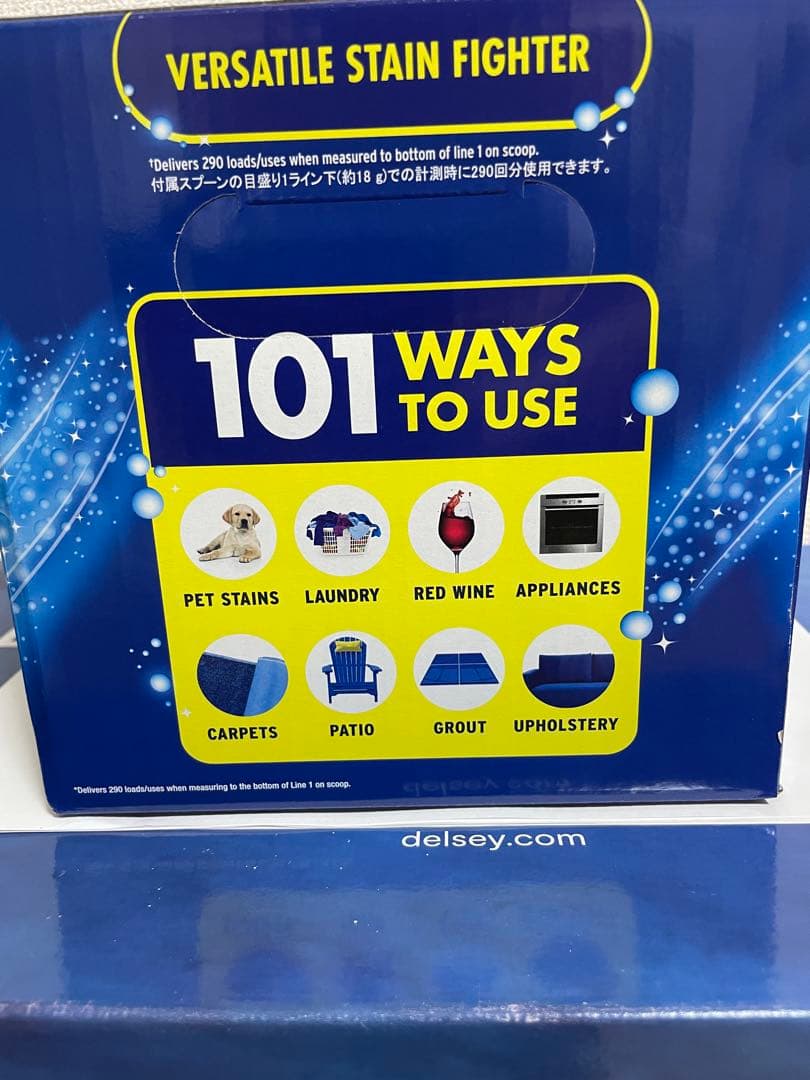 VERSATILE STAIN FIGHTER
†Delivers 290 loads/uses when measured to bottom of line 1 on scoop.
付属スプーンの目盛り1ライン下(約18 g)での計測時に290回分使用できます。
101 WAYS
TO USE
PET STAINS LAUNDRY RED WINE APPLIANCES
CARPETS PATIO GROUT UPHOLSTERY
*Delivers 290 loads/uses when measuring to the bottom of Line 1 on scoop.
delsey.com